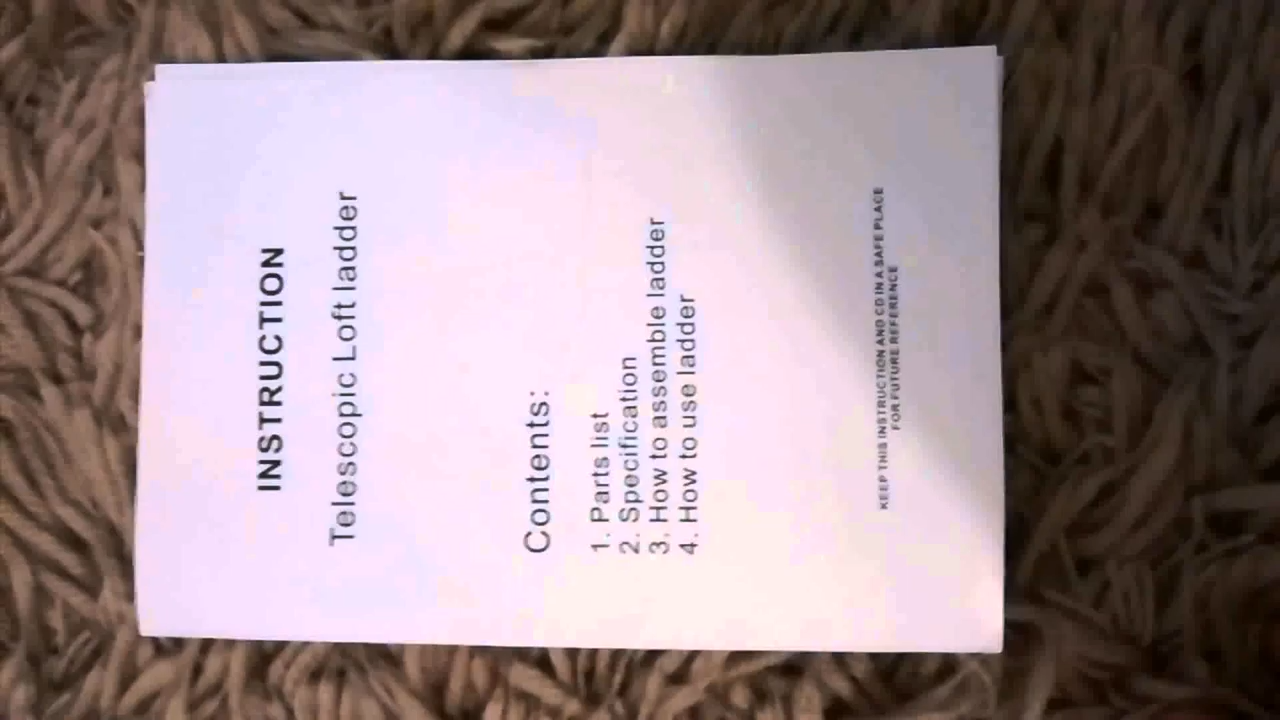 INSTRUCTION
Telescopic Loft ladder
Contents:
1. Parts list
2. Specification
3. How to assemble ladder
4. How to use ladder
KEEP THIS INSTRUCTION AND CD IN A SAFE PLACE
FOR FUTURE REFERENCE